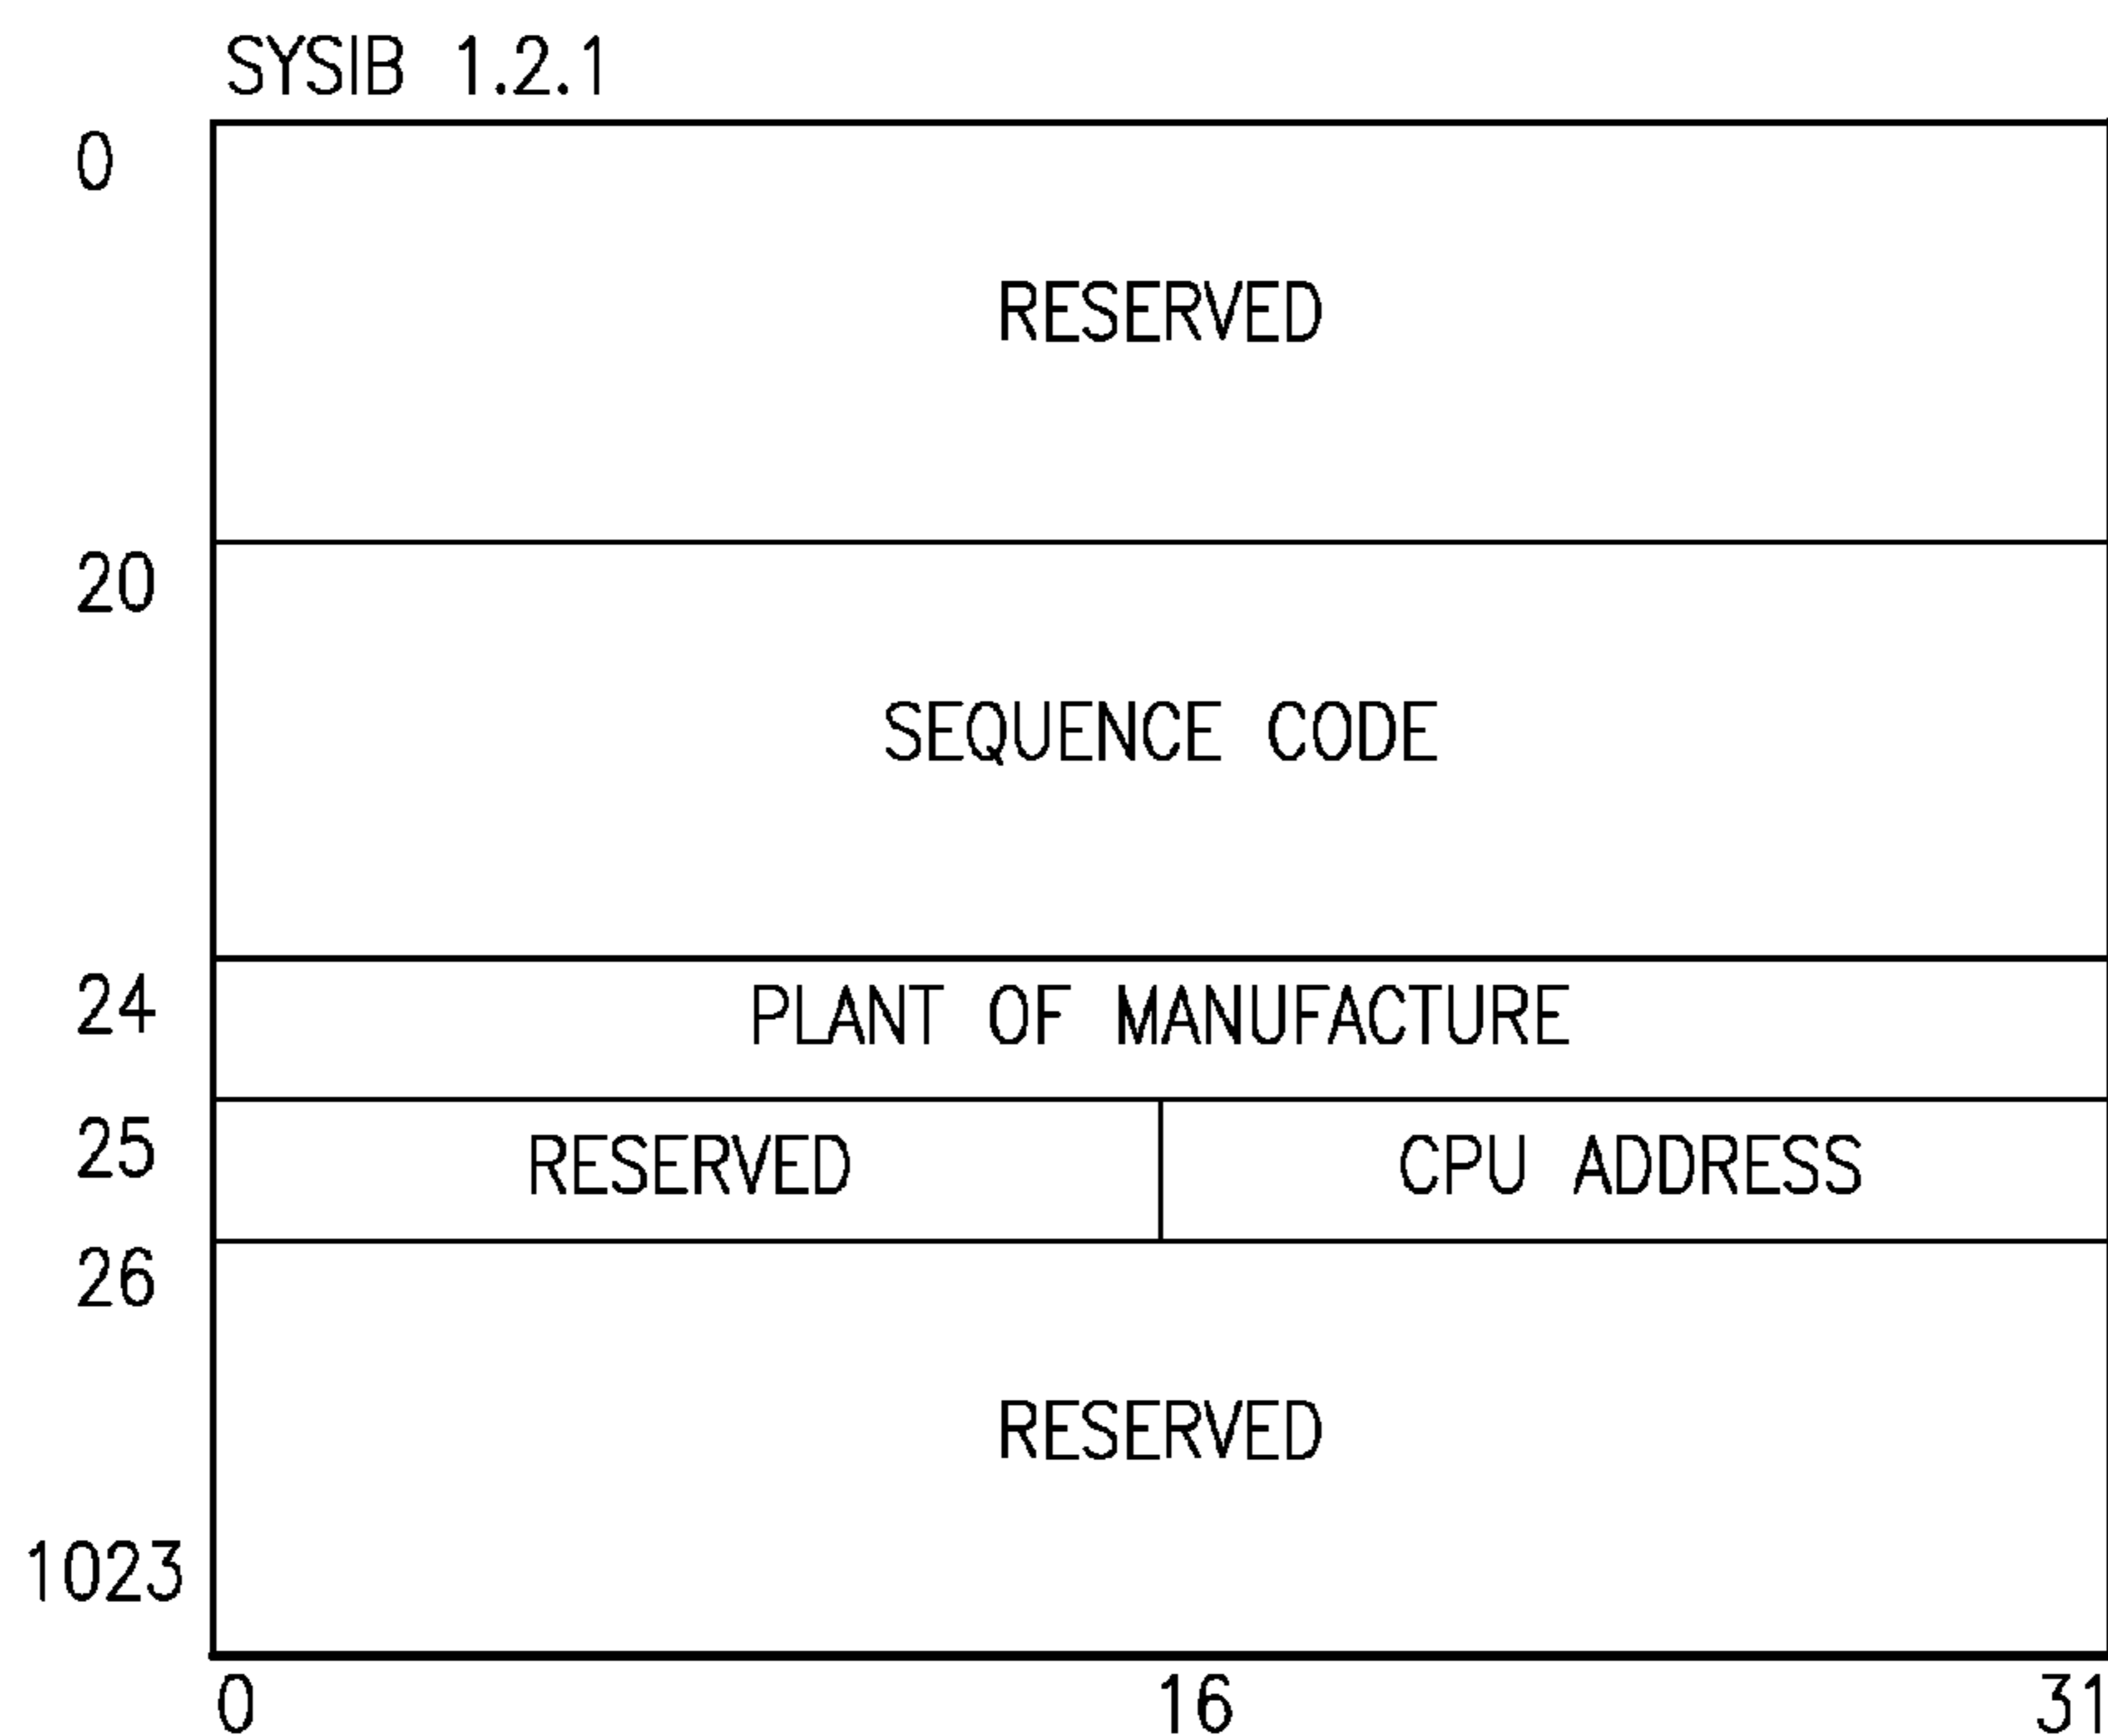 SYSIB 1.2.1
0
RESERVED
20
SEQUENCE CODE
24 PLANT OF MANUFACTURE
25 RESERVED CPU ADDRESS
26
RESERVED
1023
0 16 31